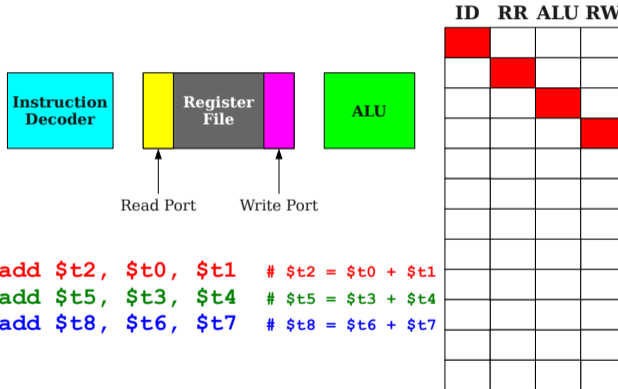 ID RR ALU RW
Instruction
Decoder
Register
File
ALU
Read Port
Write Port
add $t2, $t0, $t1 # $t2 = $t0 + $t1
add $t5, $t3, $t4 # $t5 = $t3 + $t4
add $t8, $t6, $t7 # $t8 = $t6 + $t7